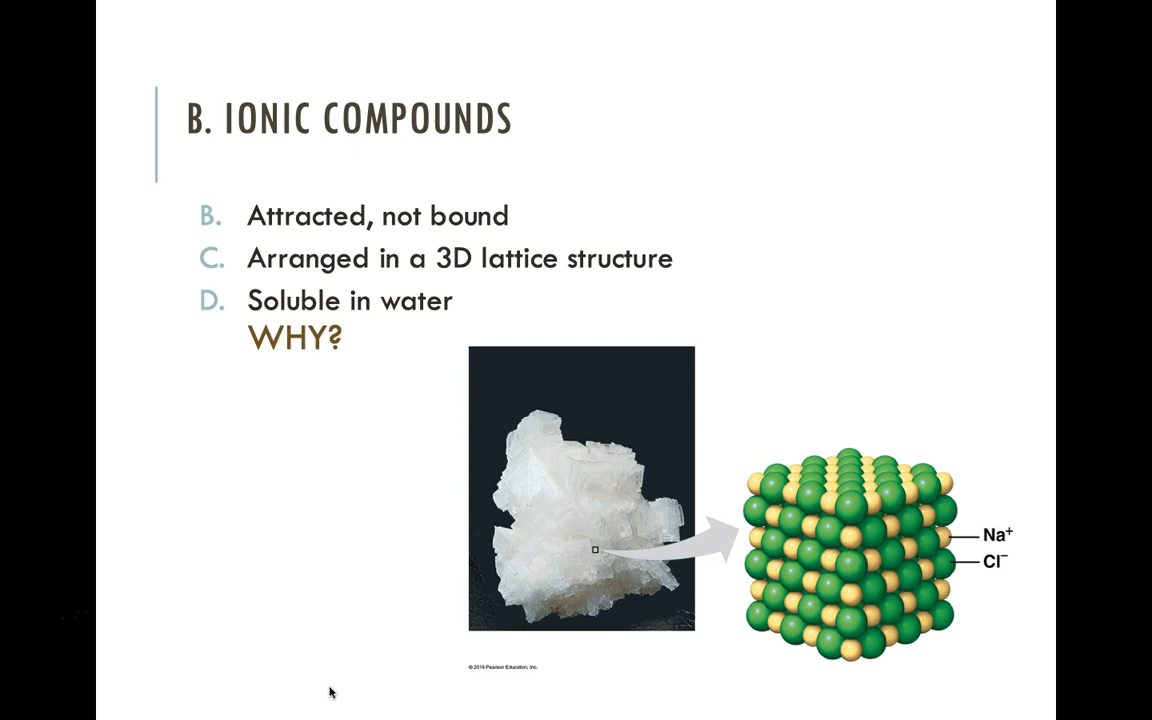 B. IONIC COMPOUNDS
B. Attracted, not bound
C. Arranged in a 3D lattice structure
D. Soluble in water
WHY?
Na⁺
Cl⁻
© 2016 Pearson Education, Inc.